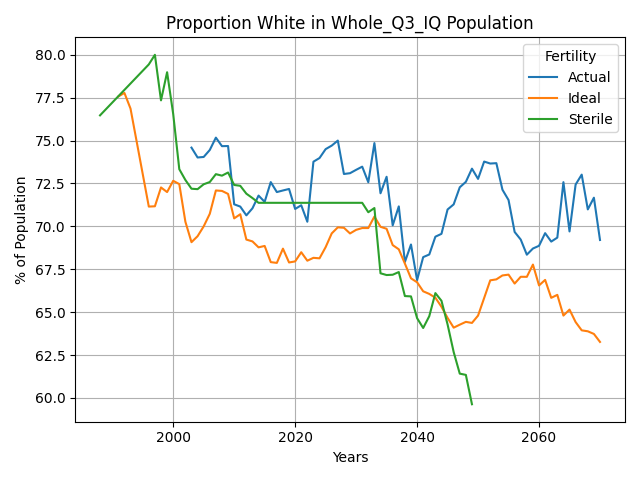 Proportion White in Whole_Q3_IQ Population
% of Population
80.0
77.5
75.0
72.5
70.0
67.5
65.0
62.5
60.0
Fertility
Actual
Ideal
Sterile
2000
2020
2040
2060
Years